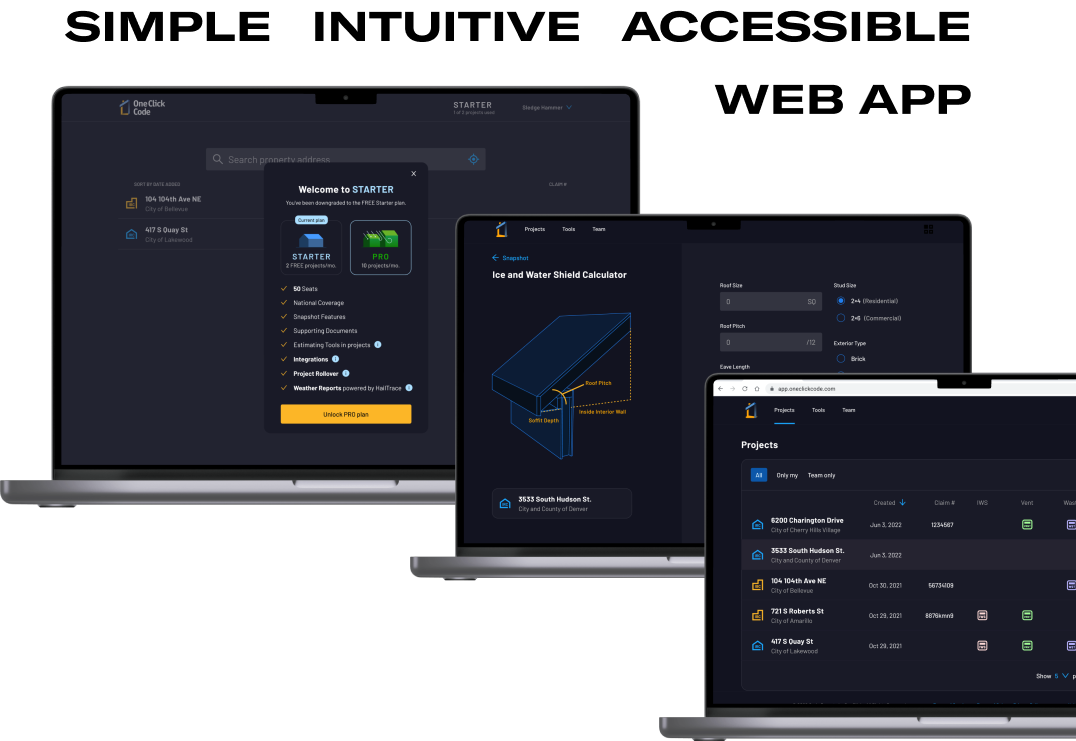 SIMPLE INTUITIVE ACCESSIBLE
WEB APP
One Click
Code
STARTER
1 of 2 projects used
Sledge Hammer
Search property address
SORT BY DATE ADDED
CLAIM #
104 104th Ave NE
City of Bellevue
417 S Quay St
City of Lakewood
X
Welcome to STARTER
You've been downgraded to the FREE Starter plan.
Current plan
STARTER
2 FREE projects/mo.
PRO
10 projects/mo.
50 Seats
National Coverage
Snapshot Features
Supporting Documents
Estimating Tools in projects
Integrations
Project Rollover
Weather Reports powered by HailTrace
Unlock PRO plan
Projects Tools Team
Snapshot
Ice and Water Shield Calculator
Roof Pitch
Inside Interior Wall
Soffit Depth
3533 South Hudson St.
City and County of Denver
Roof Size
0 SQ
Roof Pitch
0 /12
Eave Length
Stud Size
2×4 (Residential)
2×6 (Commercial)
Exterior Type
Brick
app.oneclickcode.com
Projects Tools Team
Projects
All Only my Team only
Created Claim # IWS Vent
6200 Charington Drive
City of Cherry Hills Village
Jun 3, 2022 1234567
3533 South Hudson St.
City and County of Denver
Jun 3, 2022
104 104th Ave NE
City of Bellevue
Oct 30, 2021 56734109
721 S Roberts St
City of Amarillo
Oct 29, 2021 8876kmn9
417 S Quay St
City of Lakewood
Oct 29, 2021
Show 5